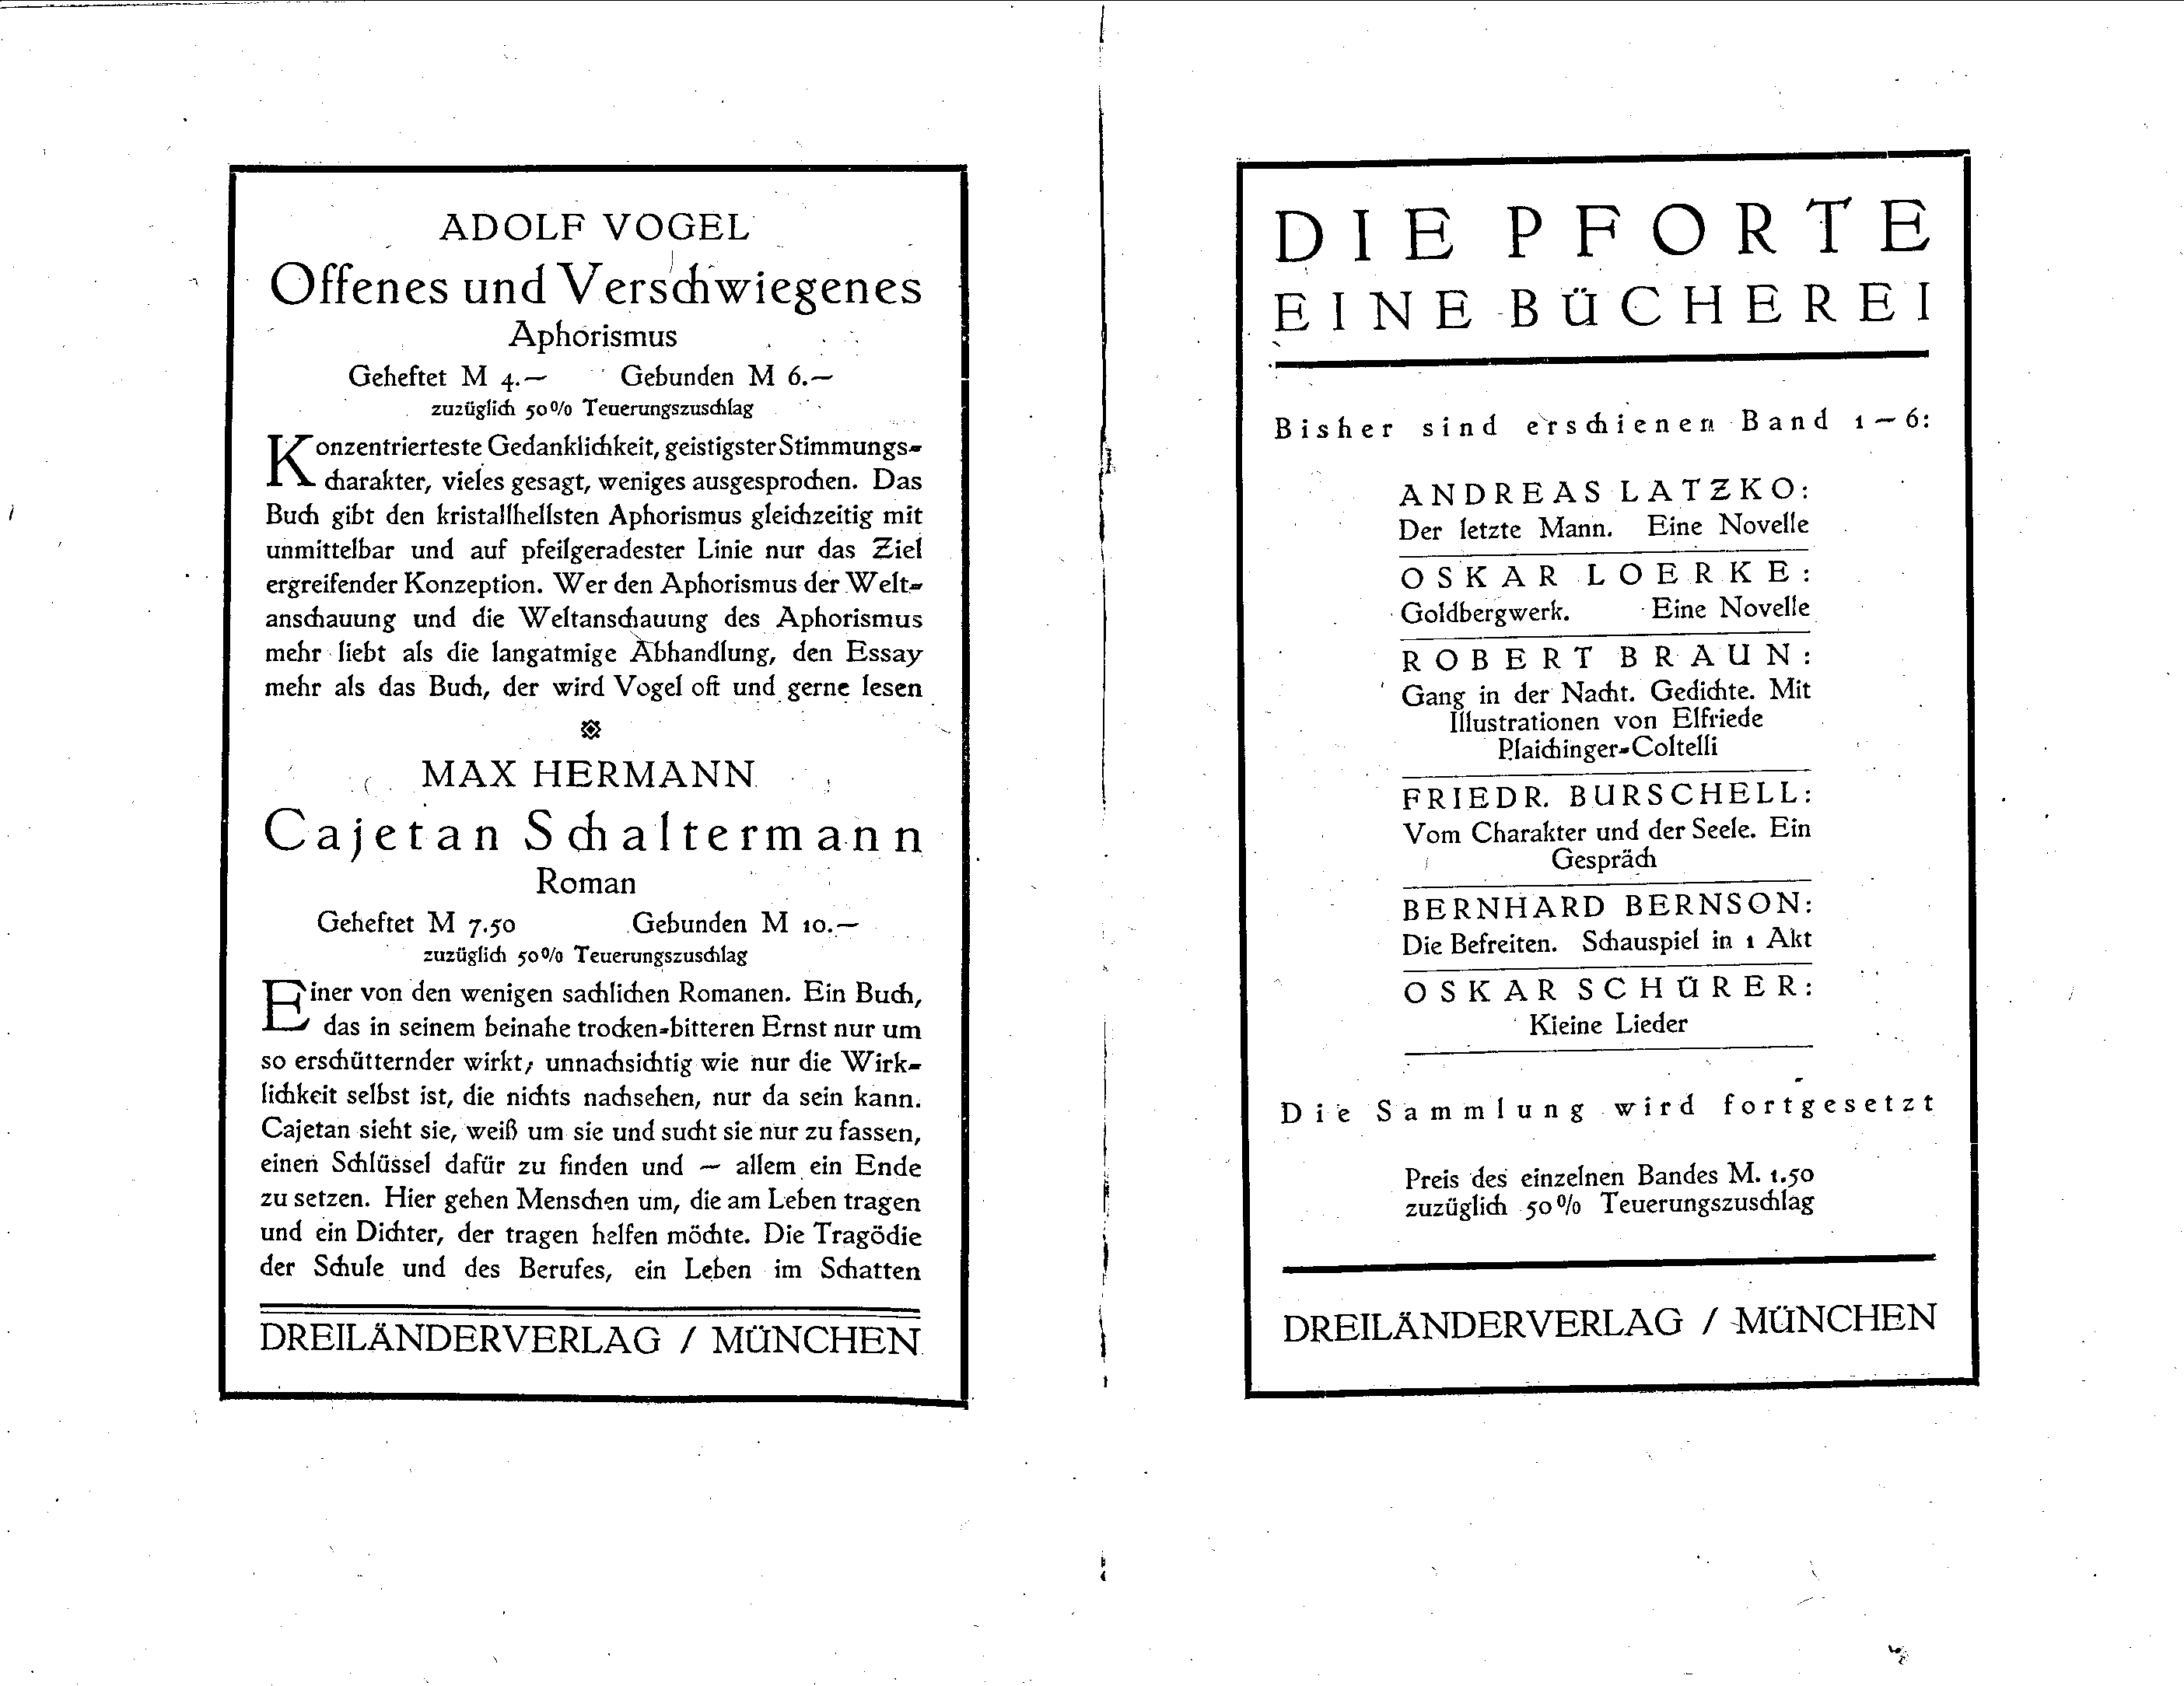 ADOLF VOGEL
Offenes und Verschwiegenes
Aphorismus
Geheftet M 4.— Gebunden M 6.—
zuzüglich 50% Teuerungszuschlag
Konzentrierteste Gedanklichkeit, geistigster Stimmungs-
charakter, vieles gesagt, weniges ausgesprochen. Das
Buch gibt den kristallhellsten Aphorismus gleichzeitig mit
unmittelbar und auf pfeilgeradester Linie nur das Ziel
ergreifender Konzeption. Wer den Aphorismus der Welt-
anschauung und die Weltanschauung des Aphorismus
mehr liebt als die langatmige Abhandlung, den Essay
mehr als das Buch, der wird Vogel oft und gerne lesen
MAX HERMANN
Cajetan Schaltermann
Roman
Geheftet M 7.50 Gebunden M 10.—
zuzüglich 50% Teuerungszuschlag
Einer von den wenigen sachlichen Romanen. Ein Buch,
das in seinem beinahe trocken-bitteren Ernst nur um
so erschütternder wirkt; unnachsichtig wie nur die Wirk-
lichkeit selbst ist, die nichts nachsehen, nur da sein kann.
Cajetan sieht sie, weiß um sie und sucht sie nur zu fassen,
einen Schlüssel dafür zu finden und — allem ein Ende
zu setzen. Hier gehen Menschen um, die am Leben tragen
und ein Dichter, der tragen helfen möchte. Die Tragödie
der Schule und des Berufes, ein Leben im Schatten
DREILÄNDERVERLAG / MÜNCHEN
DIE PFORTE
EINE BÜCHEREI
Bisher sind erschienen Band 1—6:
ANDREAS LATZKO:
Der letzte Mann. Eine Novelle
OSKAR LOERKE:
Goldbergwerk. Eine Novelle
ROBERT BRAUN:
Gang in der Nacht. Gedichte. Mit
Illustrationen von Elfriede
Plaichinger-Coltelli
FRIEDR. BURSCHELL:
Vom Charakter und der Seele. Ein
Gespräch
BERNHARD BERNSON:
Die Befreiten. Schauspiel in 1 Akt
OSKAR SCHÜRER:
Kleine Lieder
Die Sammlung wird fortgesetzt
Preis des einzelnen Bandes M. 1.50
zuzüglich 50% Teuerungszuschlag
DREILÄNDERVERLAG / MÜNCHEN